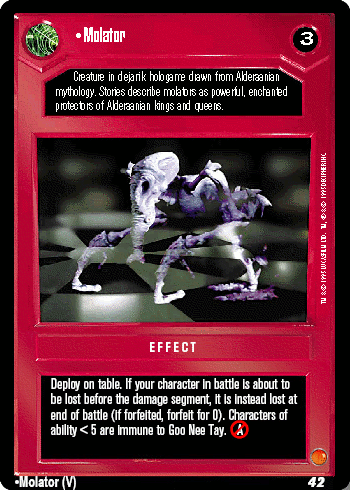 •Molator
3
Creature in dejarik hologame drawn from Alderaanian
mythology. Stories describe molators as powerful, enchanted
protectors of Alderaanian kings and queens.
EFFECT
Deploy on table. If your character in battle is about to
be lost before the damage segment, it is instead lost at
end of battle (if forfeited, forfeit for 0). Characters of
ability < 5 are immune to Goo Nee Tay. A
•Molator (V)
42